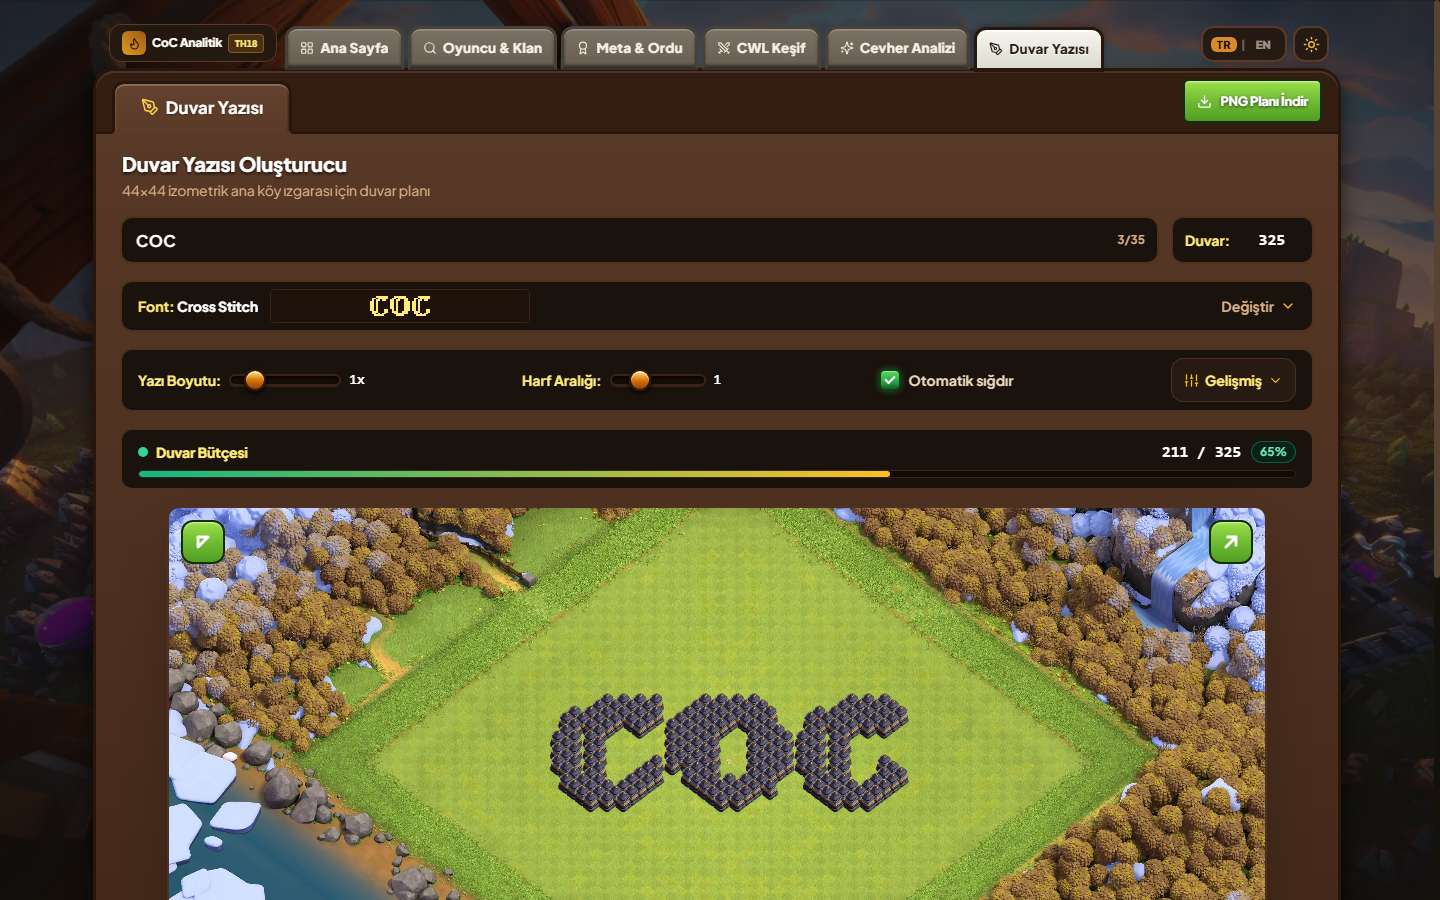 CoC Analitik TH18 Ana Sayfa Oyuncu & Klan Meta & Ordu CWL Keşif Cevher Analizi Duvar Yazısı TR | EN
Duvar Yazısı PNG Planı İndir
Duvar Yazısı Oluşturucu
44×44 izometrik ana köy ızgarası için duvar planı
COC 3/35 Duvar: 325
Font: Cross Stitch COC Değiştir
Yazı Boyutu: 1x Harf Aralığı: 1 Otomatik sığdır Gelişmiş
Duvar Bütçesi 211 / 325 65%
COC